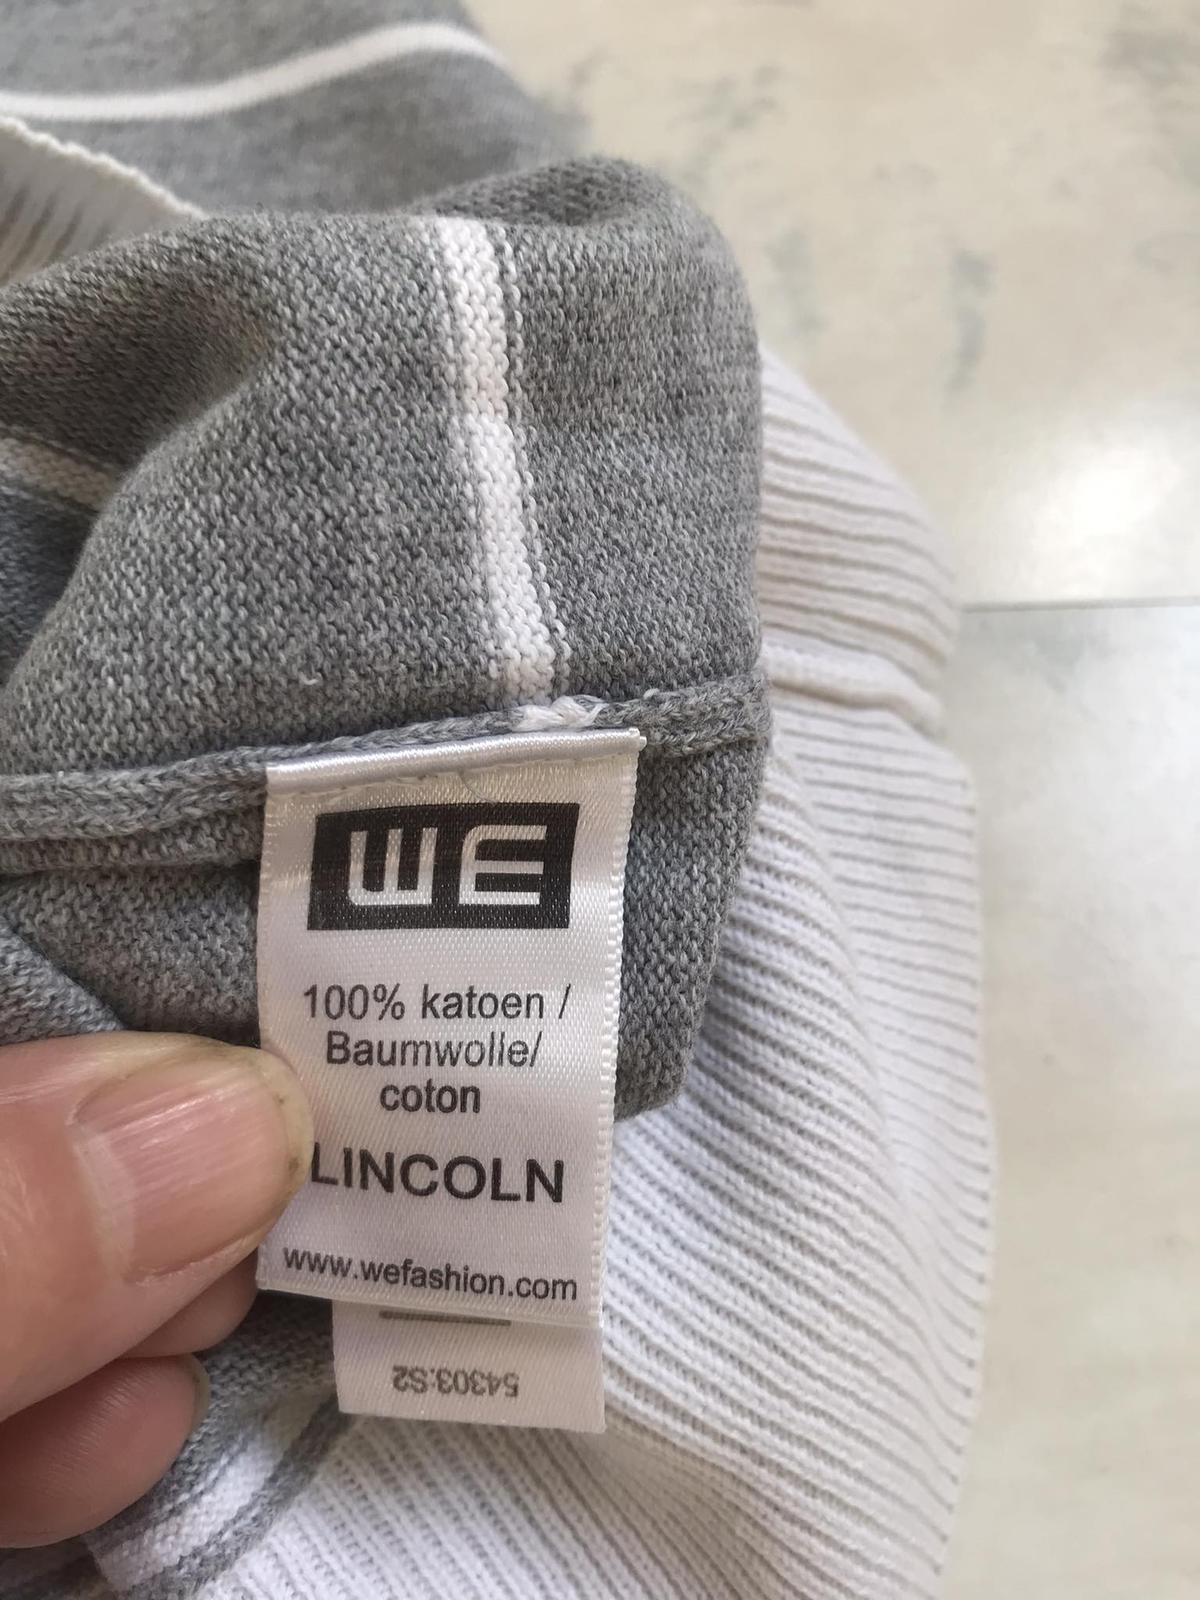 WE
100% katoen /
Baumwolle/
coton
LINCOLN
www.wefashion.com
54303:S2